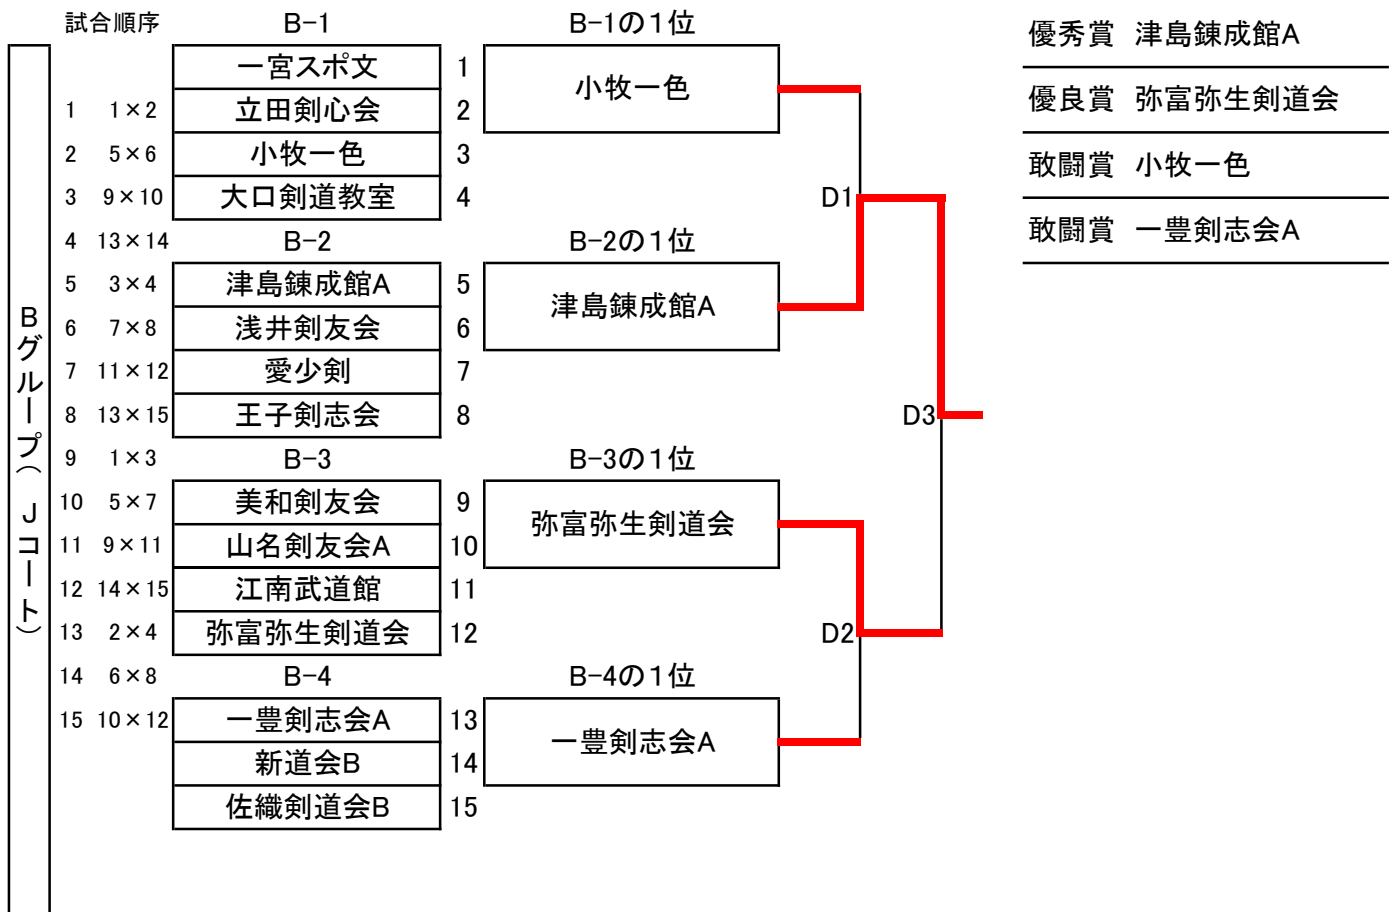 試合順序 B-1 B-1の1位
優秀賞 津島錬成館A
一宮スポ文 1
小牧一色
優良賞 弥富弥生剣道会
1 1×2 立田剣心会 2
2 5×6 小牧一色 3
敢闘賞 小牧一色
3 9×10 大口剣道教室 4
D1
敢闘賞 一豊剣志会A
4 13×14 B-2 B-2の1位
5 3×4 津島錬成館A 5
津島錬成館A
6 7×8 浅井剣友会 6
7 11×12 愛少剣 7
8 13×15 王子剣志会 8
D3
Bグループ(Jコート)
9 1×3 B-3 B-3の1位
10 5×7 美和剣友会 9
弥富弥生剣道会
11 9×11 山名剣友会A 10
12 14×15 江南武道館 11
13 2×4 弥富弥生剣道会 12
D2
14 6×8 B-4 B-4の1位
15 10×12 一豊剣志会A 13
一豊剣志会A
新道会B 14
佐織剣道会B 15